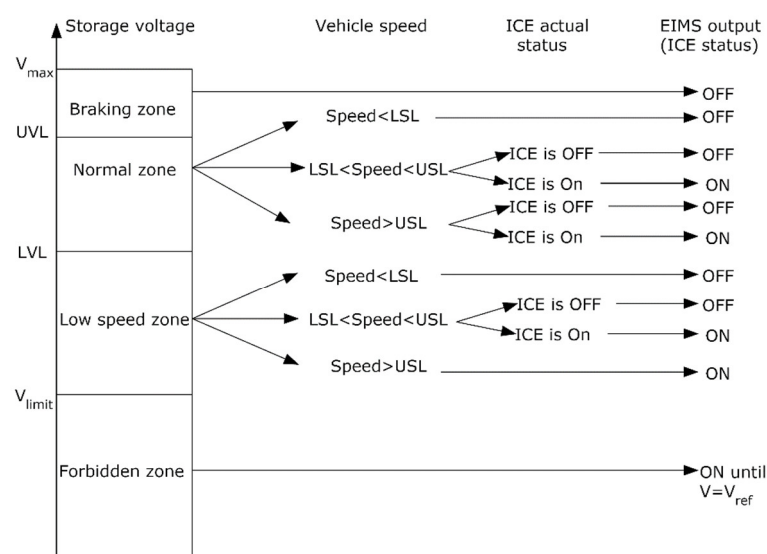 Storage voltage Vehicle speed ICE actual status EIMS output (ICE status)
Vmax
Braking zone OFF
Speed<LSL OFF
UVL
Normal zone LSL<Speed<USL ICE is OFF OFF
ICE is On ON
Speed>USL ICE is OFF OFF
ICE is On ON
LVL
Speed<LSL OFF
Low speed zone LSL<Speed<USL ICE is OFF OFF
ICE is On ON
Speed>USL ON
Vlimit
Forbidden zone ON until
V=Vref